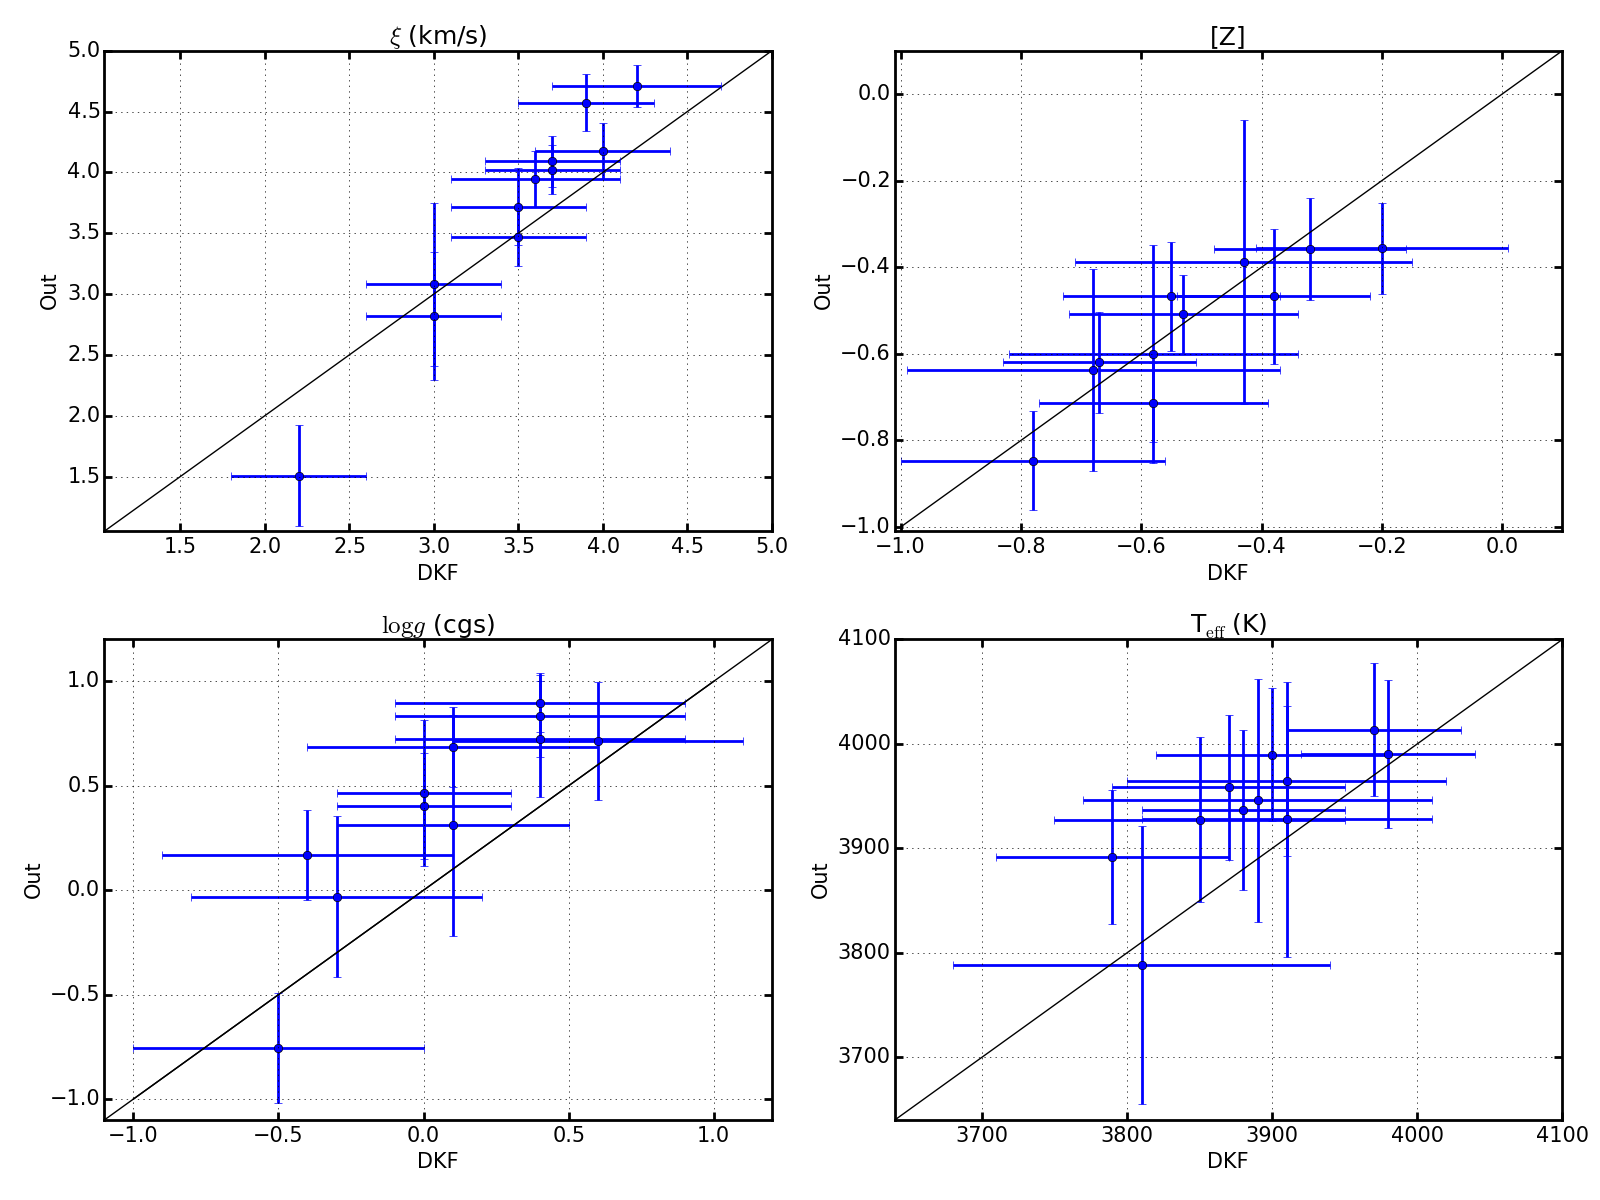 ξ (km/s)
5.0
4.5
4.0
3.5
3.0
2.5
2.0
1.5
Out
1.5 2.0 2.5 3.0 3.5 4.0 4.5 5.0
DKF
[Z]
0.0
−0.2
−0.4
−0.6
−0.8
−1.0
Out
−1.0 −0.8 −0.6 −0.4 −0.2 0.0
DKF
log g (cgs)
1.0
0.5
0.0
−0.5
−1.0
Out
−1.0 −0.5 0.0 0.5 1.0
DKF
T_eff (K)
4100
4000
3900
3800
3700
Out
3700 3800 3900 4000 4100
DKF